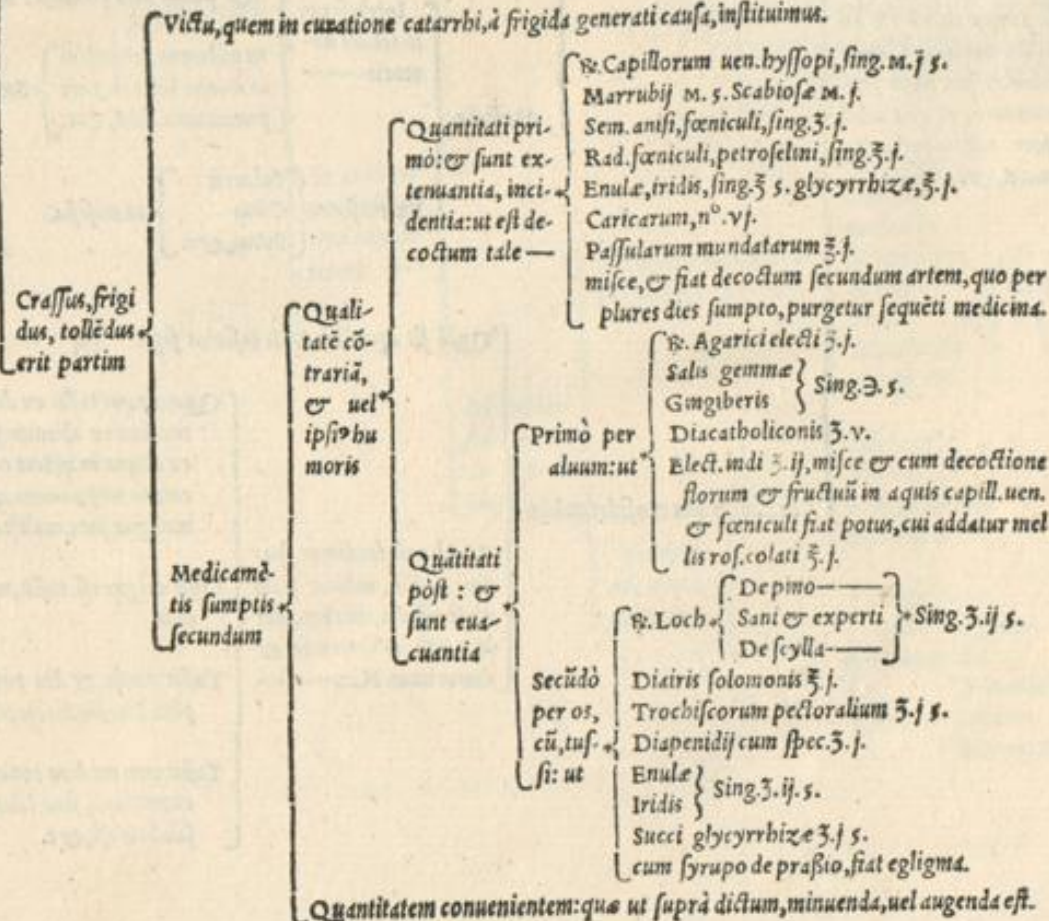 Victu, quem in curatione catarrhi, à frigida generati causa, instituimus.
Crassus, frigi
dus, tollēdus
erit partim
Medicamē-
tis sumptis
secundum
Quali-
tatē cō-
trariā,
& uel
ipsiꝰ hu
moris
Quantitati pri-
mò: & sunt ex-
tenuantia, inci-
dentia: ut est de-
coctum tale —
℞. Capillorum uen. hyssopi, sing. M. j s.
Marrubij M. s. Scabiosæ M. j.
Sem. anisi, fœniculi, sing. ʒ. j.
Rad. fœniculi, petroselini, sing. ℥. j.
Enulæ, iridis, sing. ℥ s. glycyrrhizæ, ℥. j.
Caricarum, nº. vj.
Passularum mundatarum ℥. j.
misce, & fiat decoctum secundum artem, quo per
plures dies sumpto, purgetur sequēti medicina.
Quātitati
pòst : &
sunt eua-
cuantia
Primò per
aluum: ut
℞. Agarici electi ʒ. j.
Salis gemmæ
Gingiberis
Sing. ℈. s.
Diacatholiconis ʒ. v.
Elect. indi ʒ. ij, misce & cum decoctione
florum & fructuū in aquis capill. uen.
& fœniculi fiat potus, cui addatur mel
lis ros. colati ℥. j.
Secūdò
per os,
cū, tus-
si: ut
℞. Loch
De pino
Sani & experti
De scylla
Sing. ʒ. ij s.
Diairis solomonis ℥. j.
Trochiscorum pectoralium ʒ. j s.
Diapenidij cum spec. ʒ. j.
Enulæ
Iridis
Sing. ʒ. ij. s.
Succi glycyrrhizæ ʒ. j s.
cum syrupo de praßio, fiat egligma.
Quantitatem conuenientem: quæ ut suprà dictum, minuenda, uel augenda est.